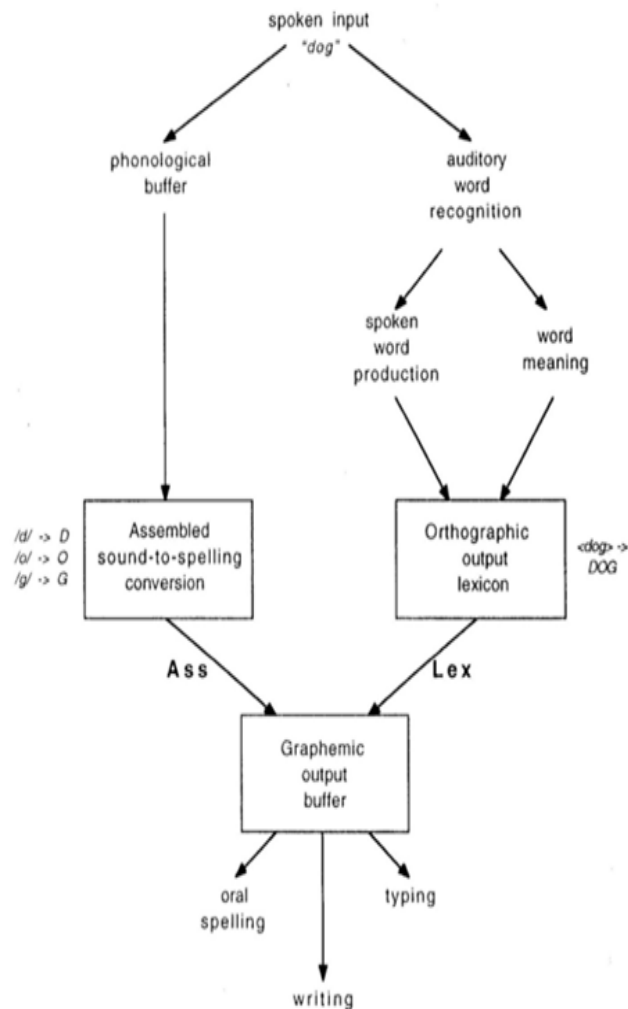 spoken input
"dog"
phonological
buffer
auditory
word
recognition
spoken
word
production
word
meaning
/d/ -> D
/o/ -> O
/g/ -> G
Assembled
sound-to-spelling
conversion
Orthographic
output
lexicon
<dog> ->
DOG
Ass
Lex
Graphemic
output
buffer
oral
spelling
typing
writing